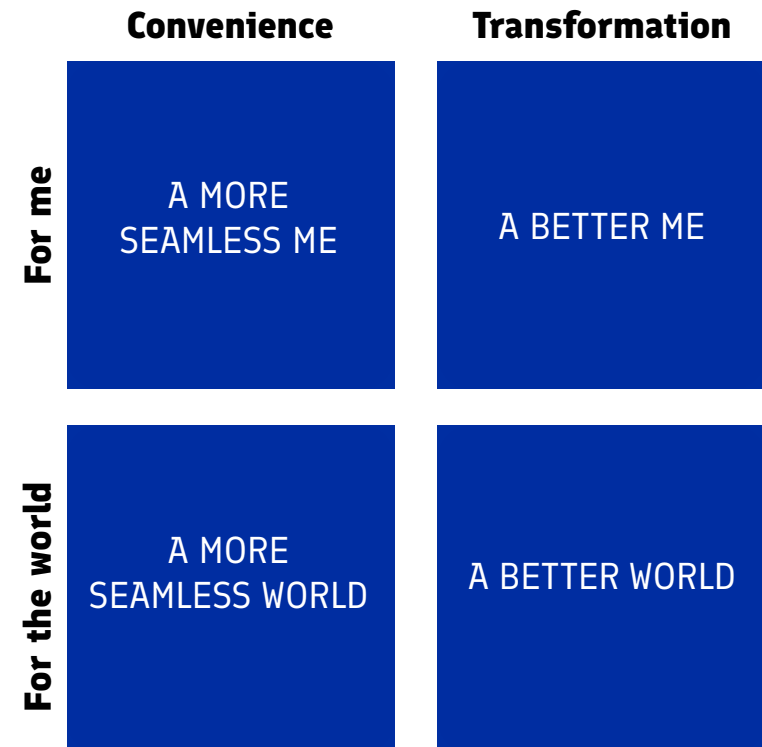 Convenience
Transformation
For me
A MORE
SEAMLESS ME
A BETTER ME
For the world
A MORE
SEAMLESS WORLD
A BETTER WORLD